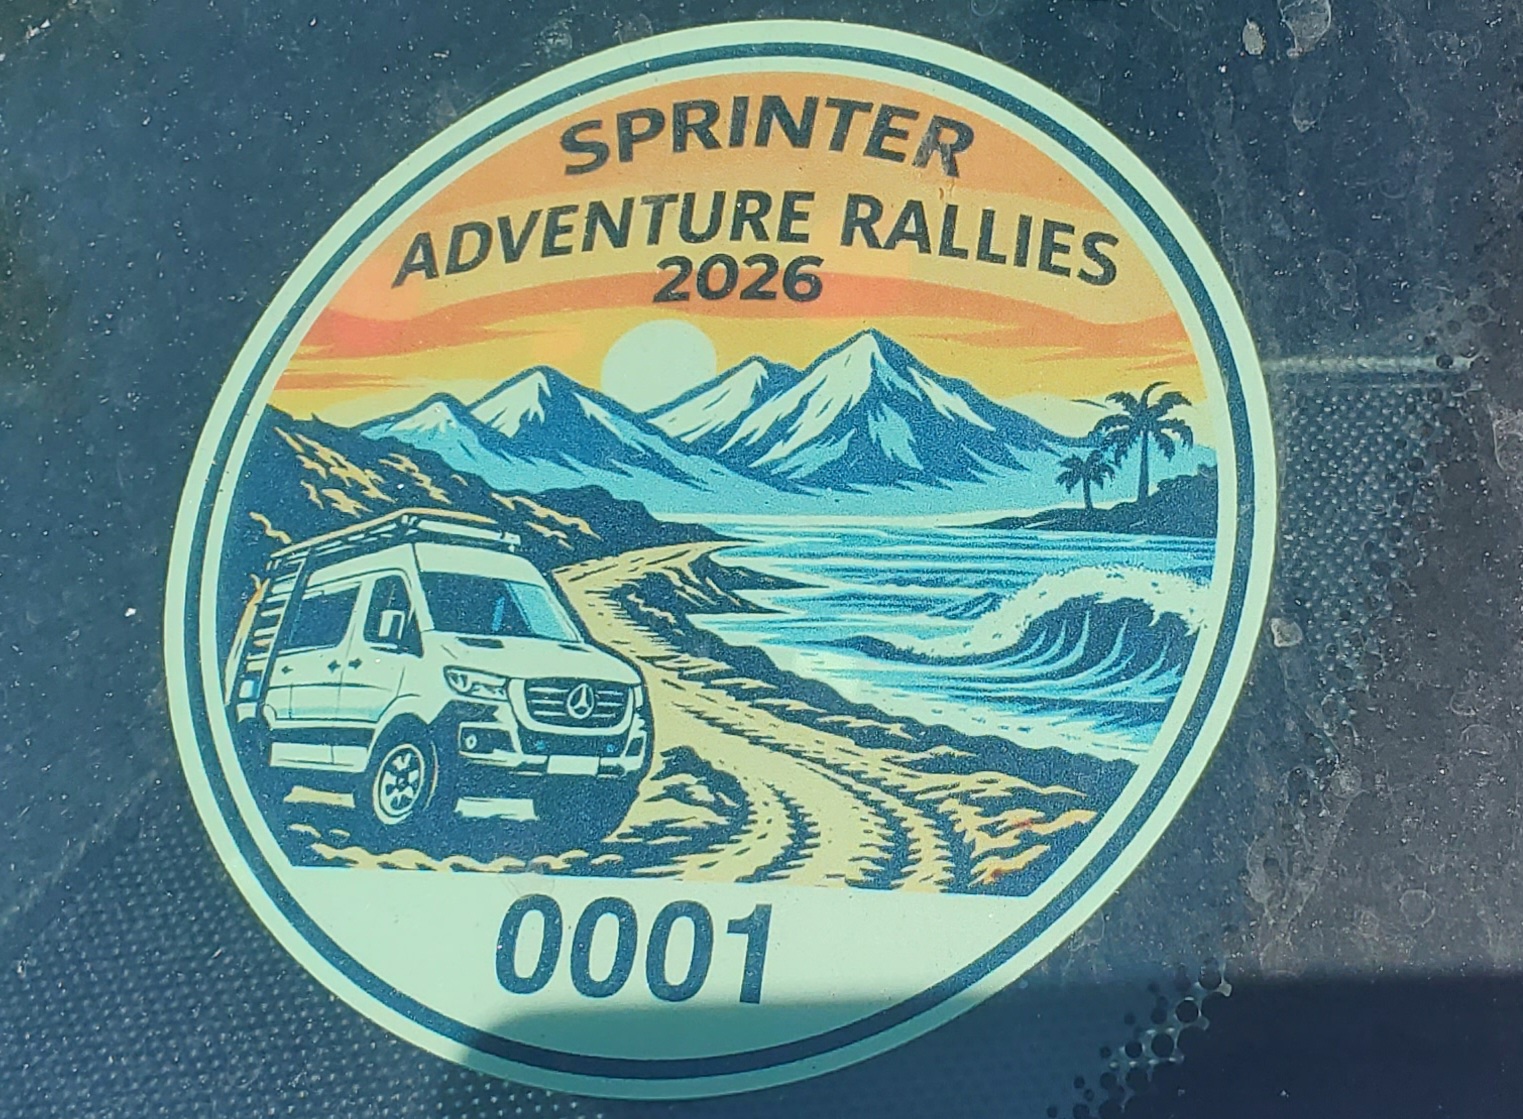 SPRINTER
ADVENTURE RALLIES
2026
0001